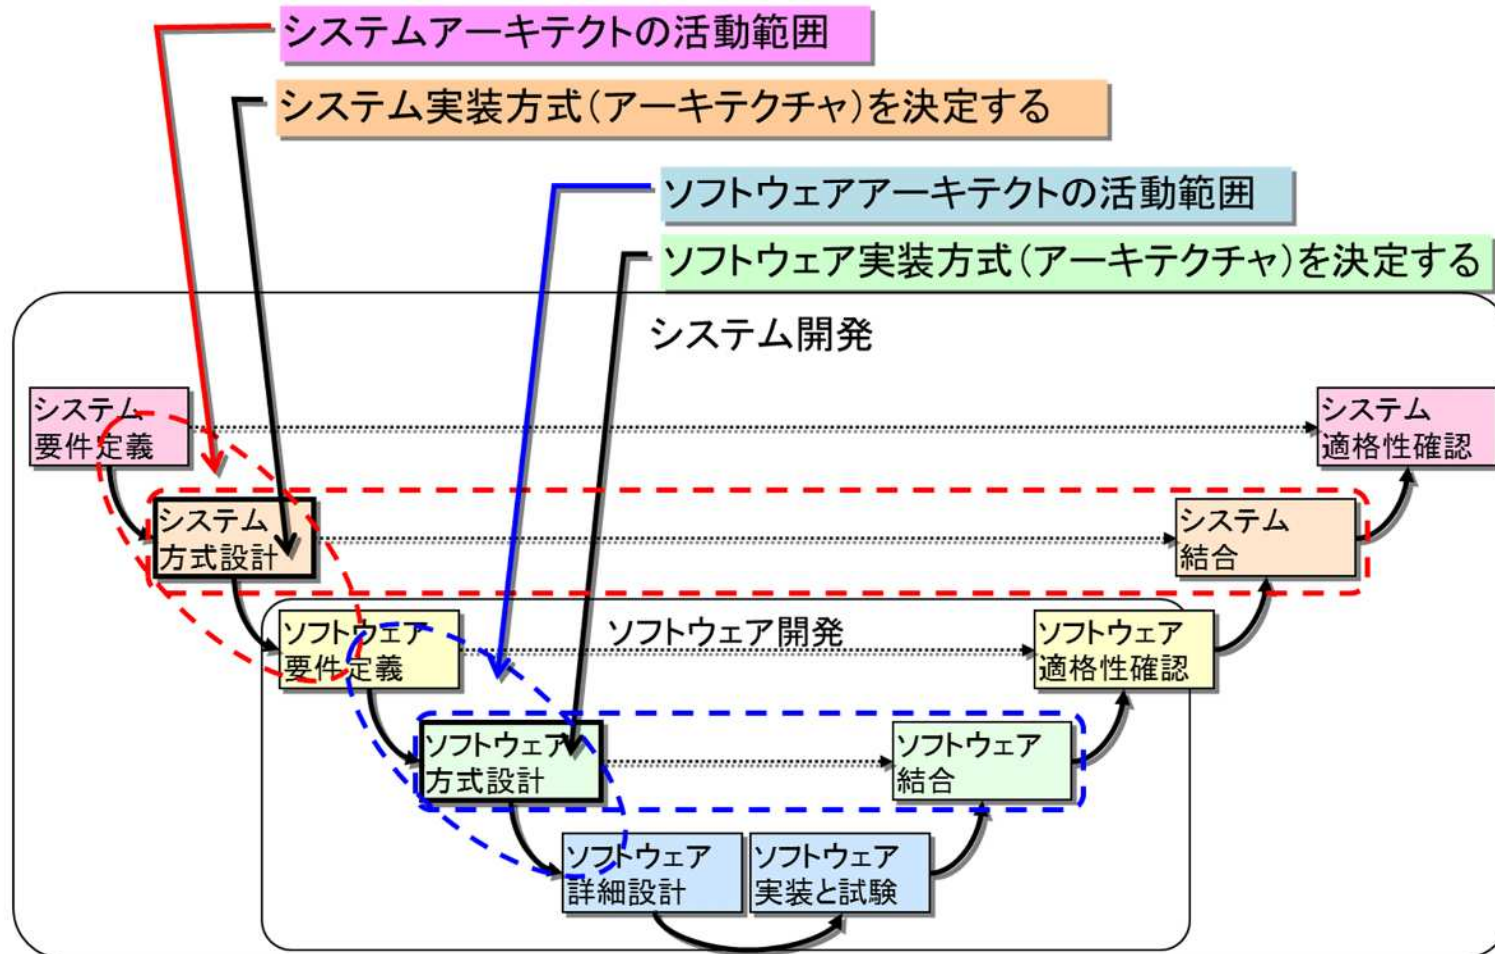 システムアーキテクトの活動範囲
システム実装方式(アーキテクチャ)を決定する
ソフトウェアアーキテクトの活動範囲
ソフトウェア実装方式(アーキテクチャ)を決定する
システム開発
システム
要件定義
システム
適格性確認
システム
方式設計
システム
結合
ソフトウェア
要件定義
ソフトウェア開発
ソフトウェア
適格性確認
ソフトウェア
方式設計
ソフトウェア
結合
ソフトウェア
詳細設計
ソフトウェア
実装と試験